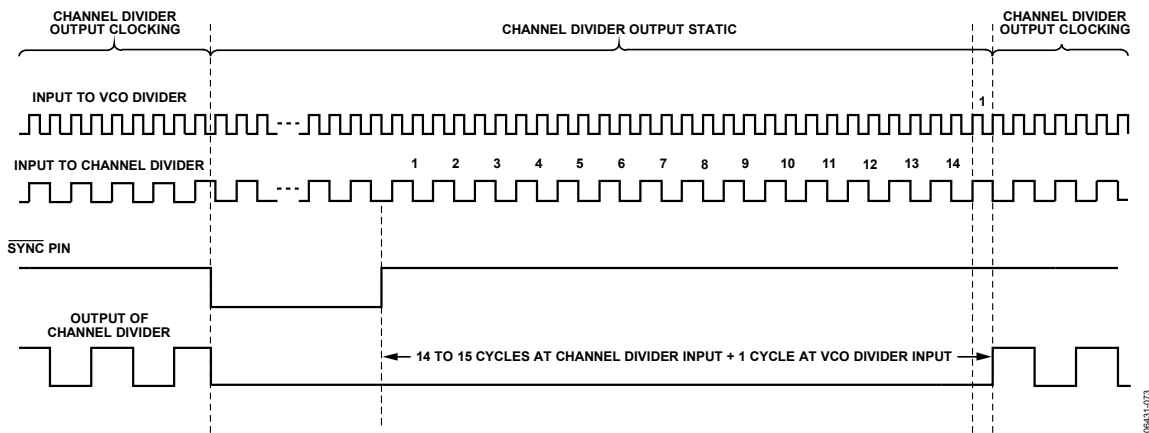 CHANNEL DIVIDER
OUTPUT CLOCKING
CHANNEL DIVIDER OUTPUT STATIC
CHANNEL DIVIDER
OUTPUT CLOCKING
INPUT TO VCO DIVIDER
1
INPUT TO CHANNEL DIVIDER
1 2 3 4 5 6 7 8 9 10 11 12 13 14
SYNC PIN
OUTPUT OF
CHANNEL DIVIDER
14 TO 15 CYCLES AT CHANNEL DIVIDER INPUT + 1 CYCLE AT VCO DIVIDER INPUT
06431-073